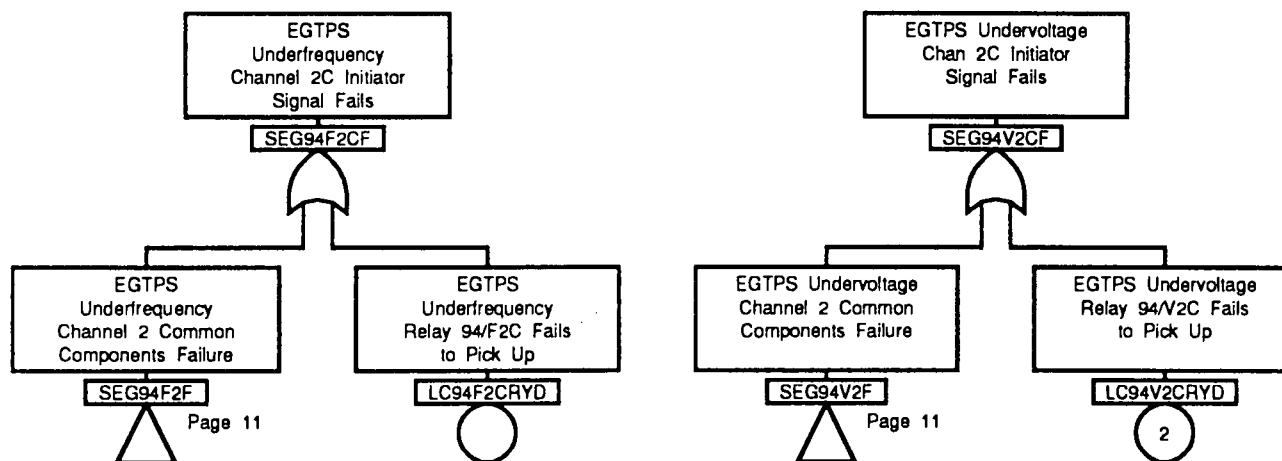 EGTPS
Underfrequency
Channel 2C Initiator
Signal Fails
SEG94F2CF
EGTPS Undervoltage
Chan 2C Initiator
Signal Fails
SEG94V2CF
EGTPS
Underfrequency
Channel 2 Common
Components Failure
SEG94F2F
Page 11
EGTPS
Underfrequency
Relay 94/F2C Fails
to Pick Up
LC94F2CRYD
EGTPS Undervoltage
Channel 2 Common
Components Failure
SEG94V2F
Page 11
EGTPS Undervoltage
Relay 94/V2C Fails
to Pick Up
LC94V2CRYD
2